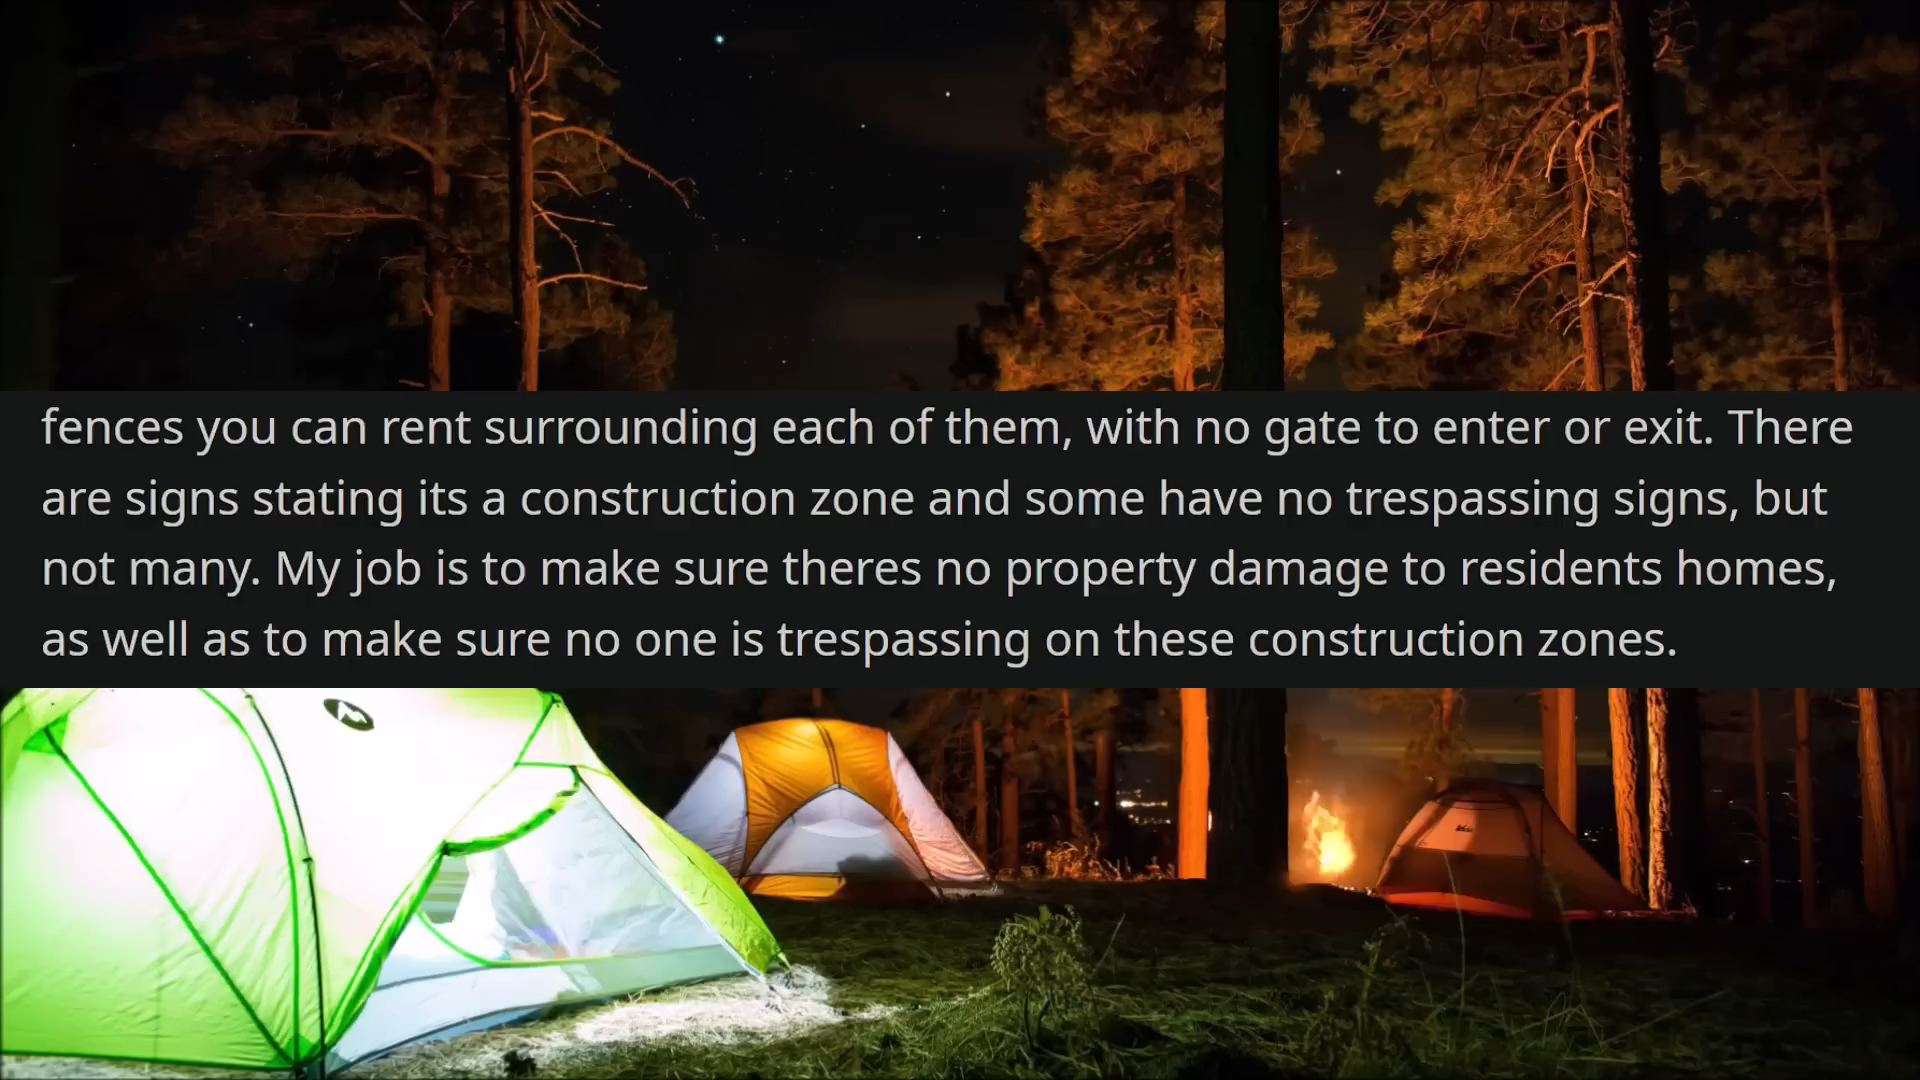 fences you can rent surrounding each of them, with no gate to enter or exit. There
are signs stating its a construction zone and some have no trespassing signs, but
not many. My job is to make sure theres no property damage to residents homes,
as well as to make sure no one is trespassing on these construction zones.